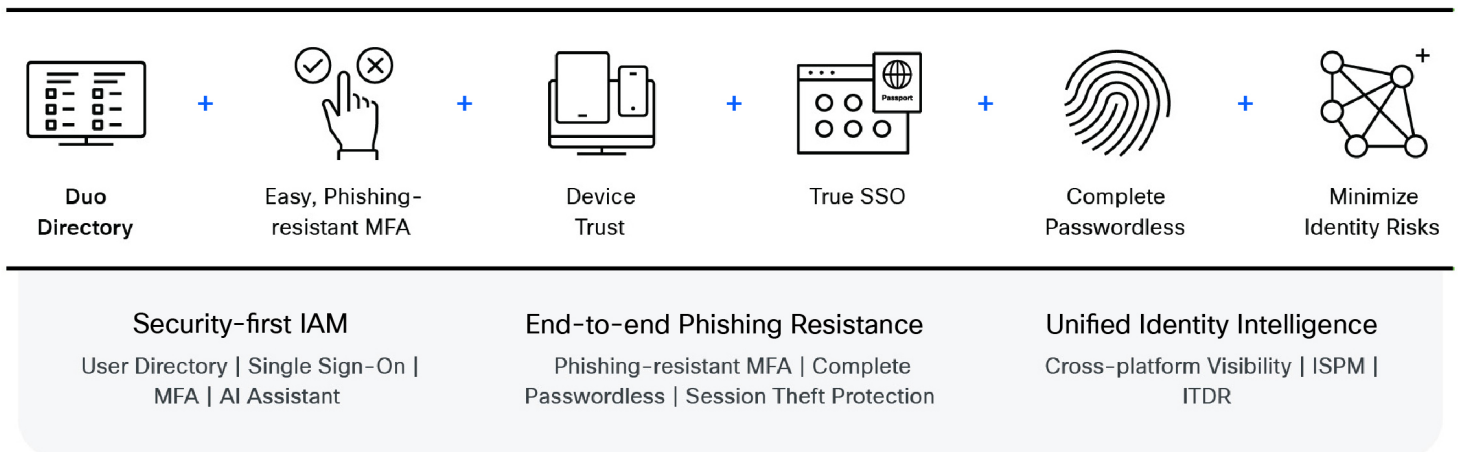 Passport
Duo
Directory
Easy, Phishing-
resistant MFA
Device
Trust
True SSO
Complete
Passwordless
Minimize
Identity Risks
Security-first IAM
User Directory | Single Sign-On |
MFA | AI Assistant
End-to-end Phishing Resistance
Phishing-resistant MFA | Complete
Passwordless | Session Theft Protection
Unified Identity Intelligence
Cross-platform Visibility | ISPM |
ITDR